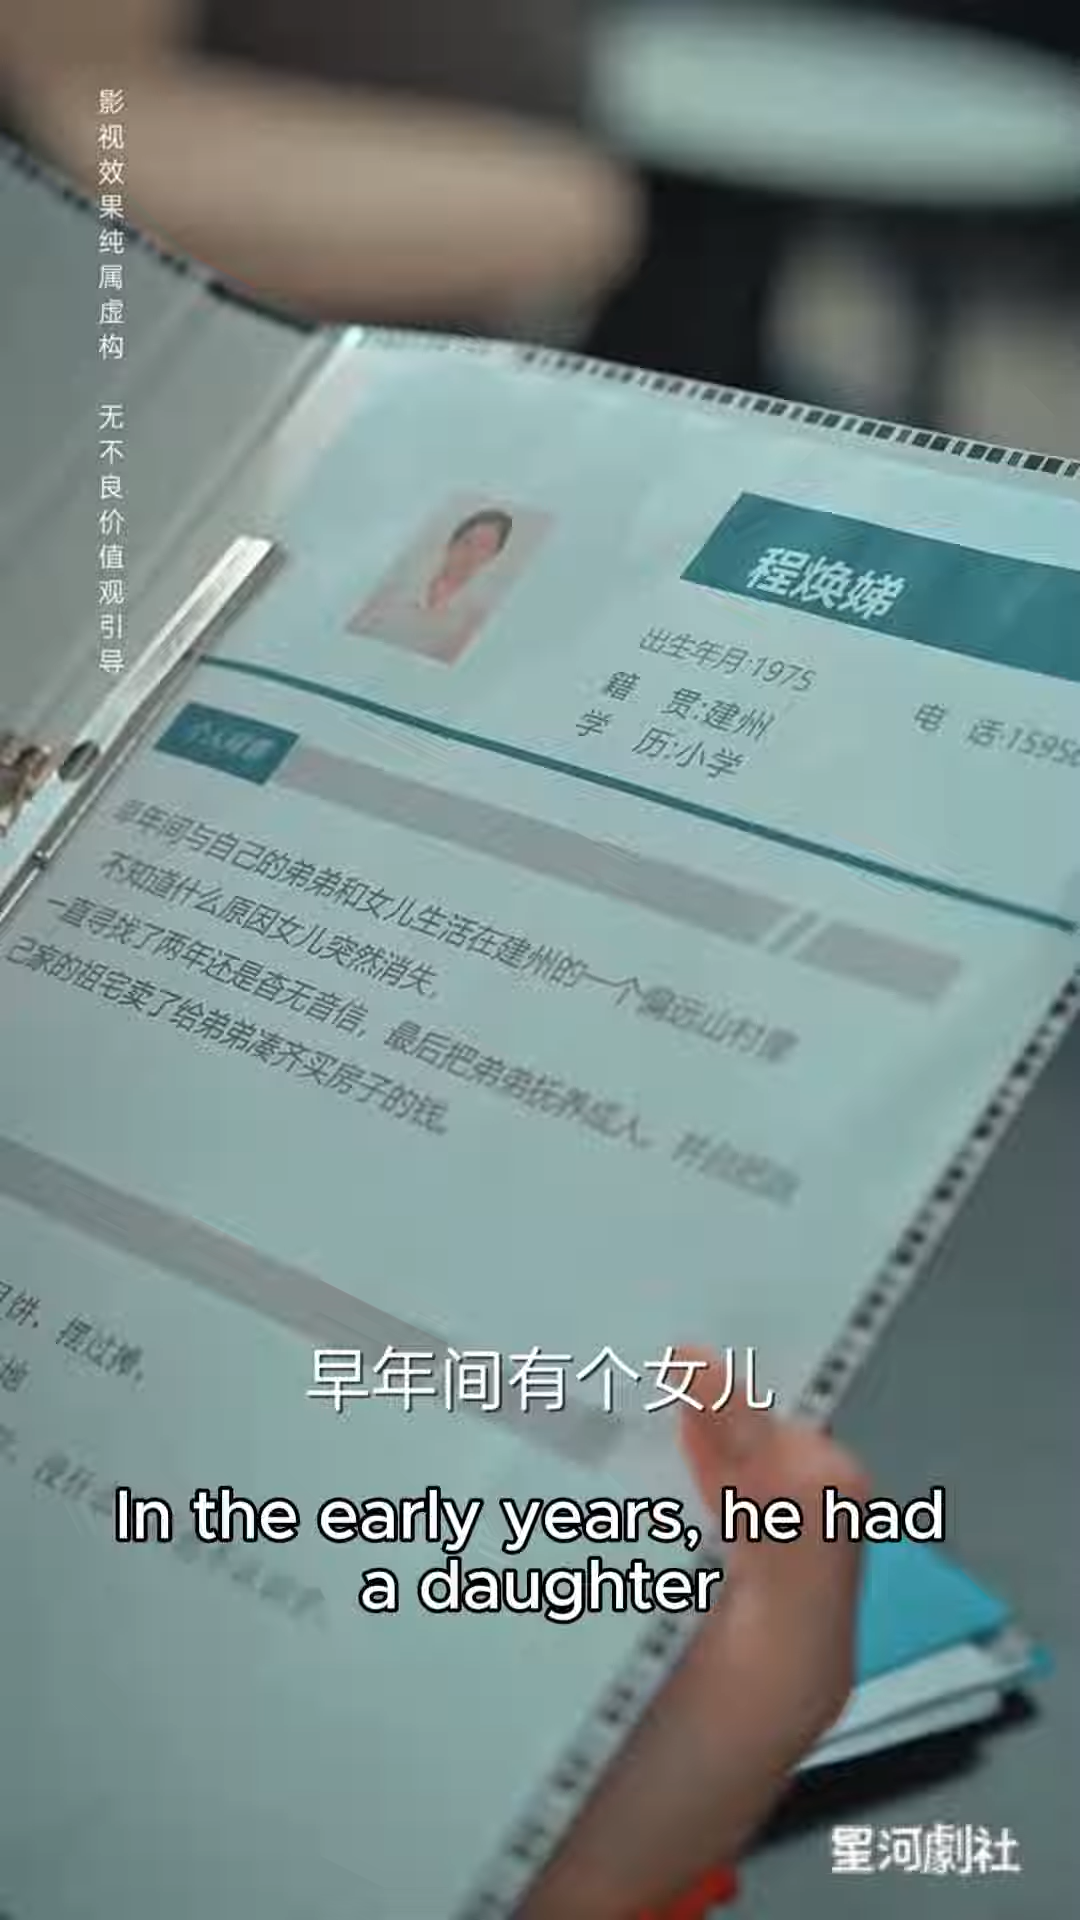 影视效果纯属虚构 无不良价值观引导
程焕娣
出生年月:1975
籍 贯:建州
电 话:15950
学 历:小学
早年间与自己的弟弟和女儿生活在建州的一个偏远山村里
不知道什么原因女儿突然消失,
一直寻找了两年还是杳无音信,最后把弟弟抚养成人。并且把
己家的祖宅卖了给弟弟凑齐买房子的钱。
饼,摆过摊,
地
早年间有个女儿
In the early years, he had
a daughter
星河劇社